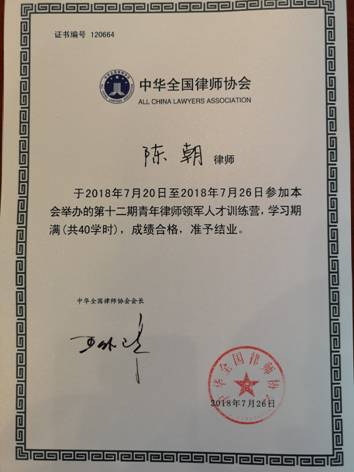 证书编号 120664
中华全国律师协会
ALL CHINA LAWYERS ASSOCIATION
陈朝 律师
于2018年7月20日至2018年7月26日参加本
会举办的第十二期青年律师领军人才训练营，学习期
满(共40学时)，成绩合格，准予结业。
中华全国律师协会会长
中华全国律师协会
2018年7月26日